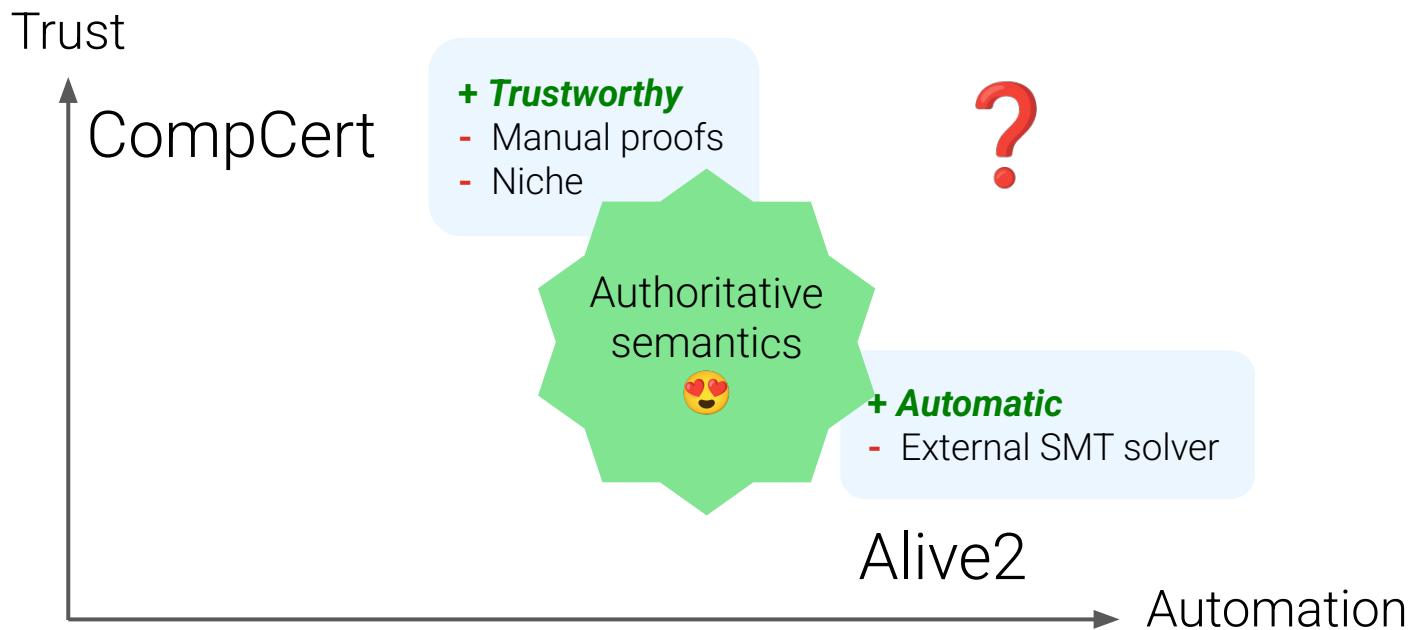 Trust
CompCert
+ Trustworthy
- Manual proofs
- Niche
❓
Authoritative
semantics
😍
+ Automatic
- External SMT solver
Alive2
Automation